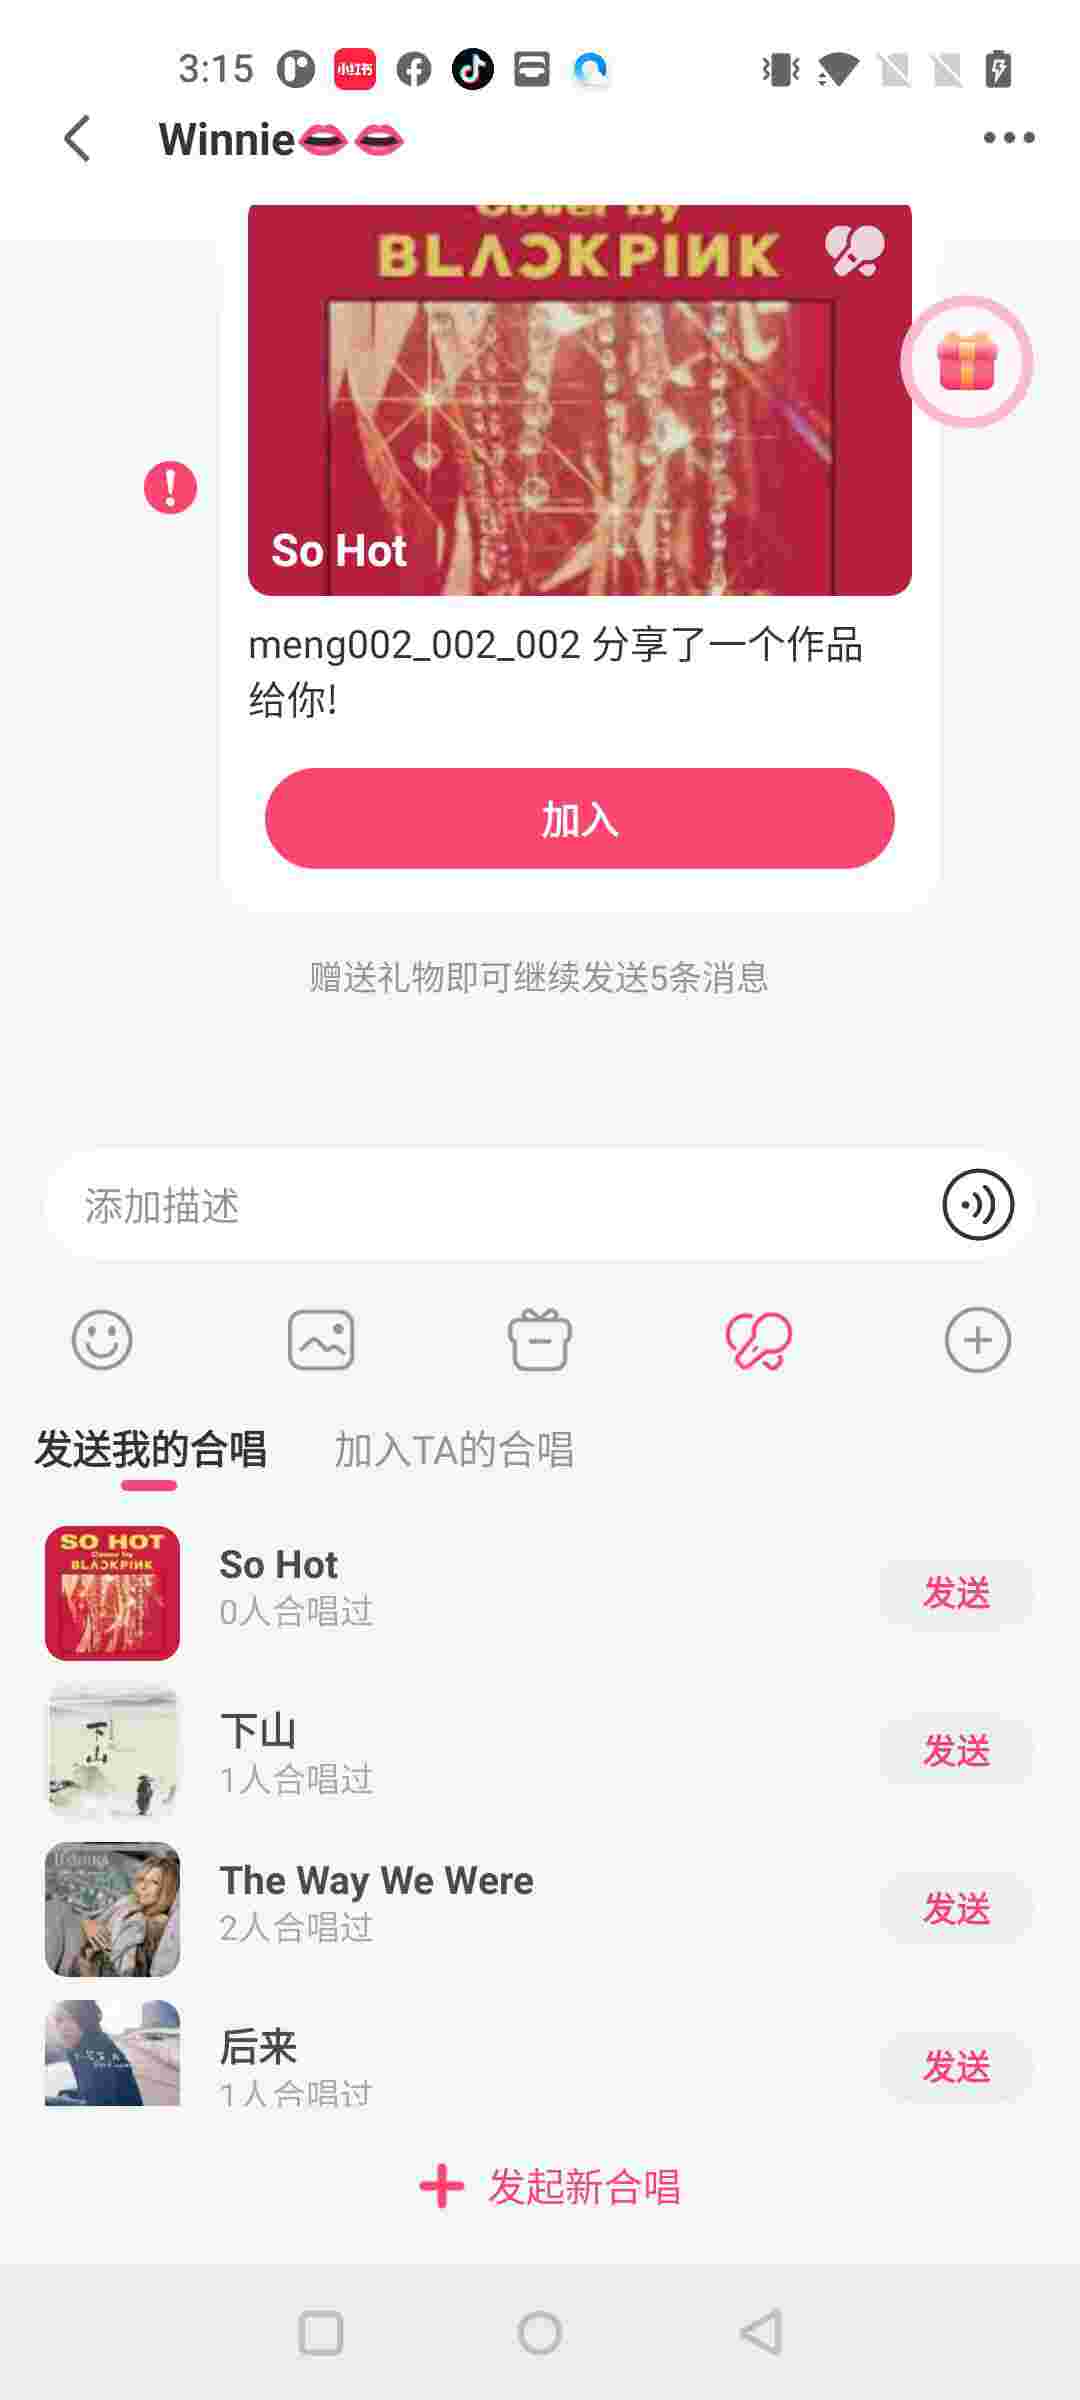 3:15
小红书
Winnie
Cover by
BLACKPINK
So Hot
meng002_002_002 分享了一个作品
给你!
加入
赠送礼物即可继续发送5条消息
添加描述
发送我的合唱 加入TA的合唱
SO HOT
Cover by
BLACKPINK
So Hot
0人合唱过
发送
下山
下山
1人合唱过
发送
The Way We Were
2人合唱过
发送
后来
1人合唱过
发送
发起新合唱